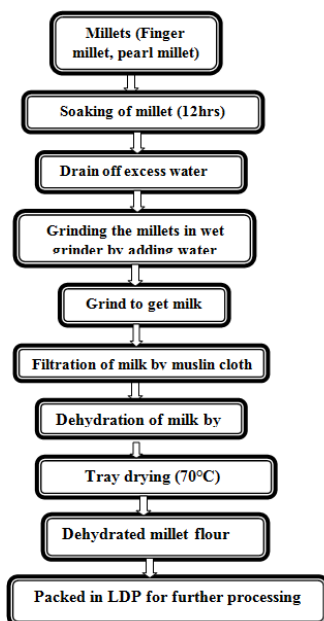 Millets (Finger
millet, pearl millet)
Soaking of millet (12hrs)
Drain off excess water
Grinding the millets in wet
grinder by adding water
Grind to get milk
Filtration of milk by muslin cloth
Dehydration of milk by
Tray drying (70°C)
Dehydrated millet flour
Packed in LDP for further processing